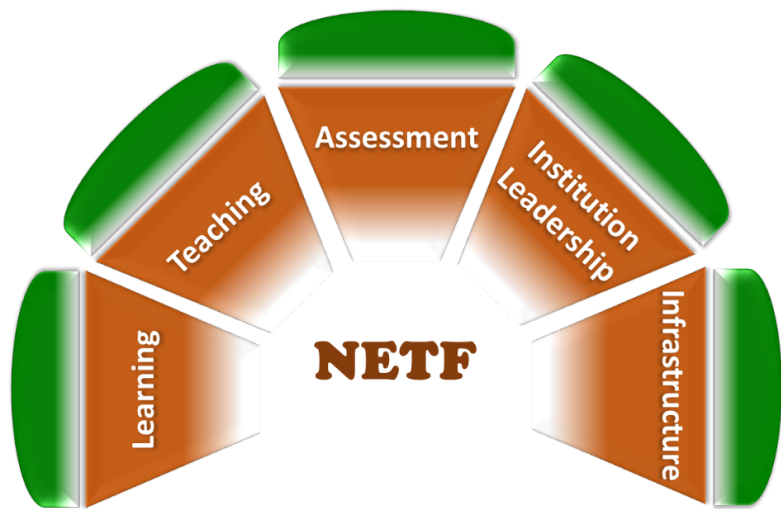 Learning
Teaching
Assessment
Institution
Leadership
Infrastructure
NETF